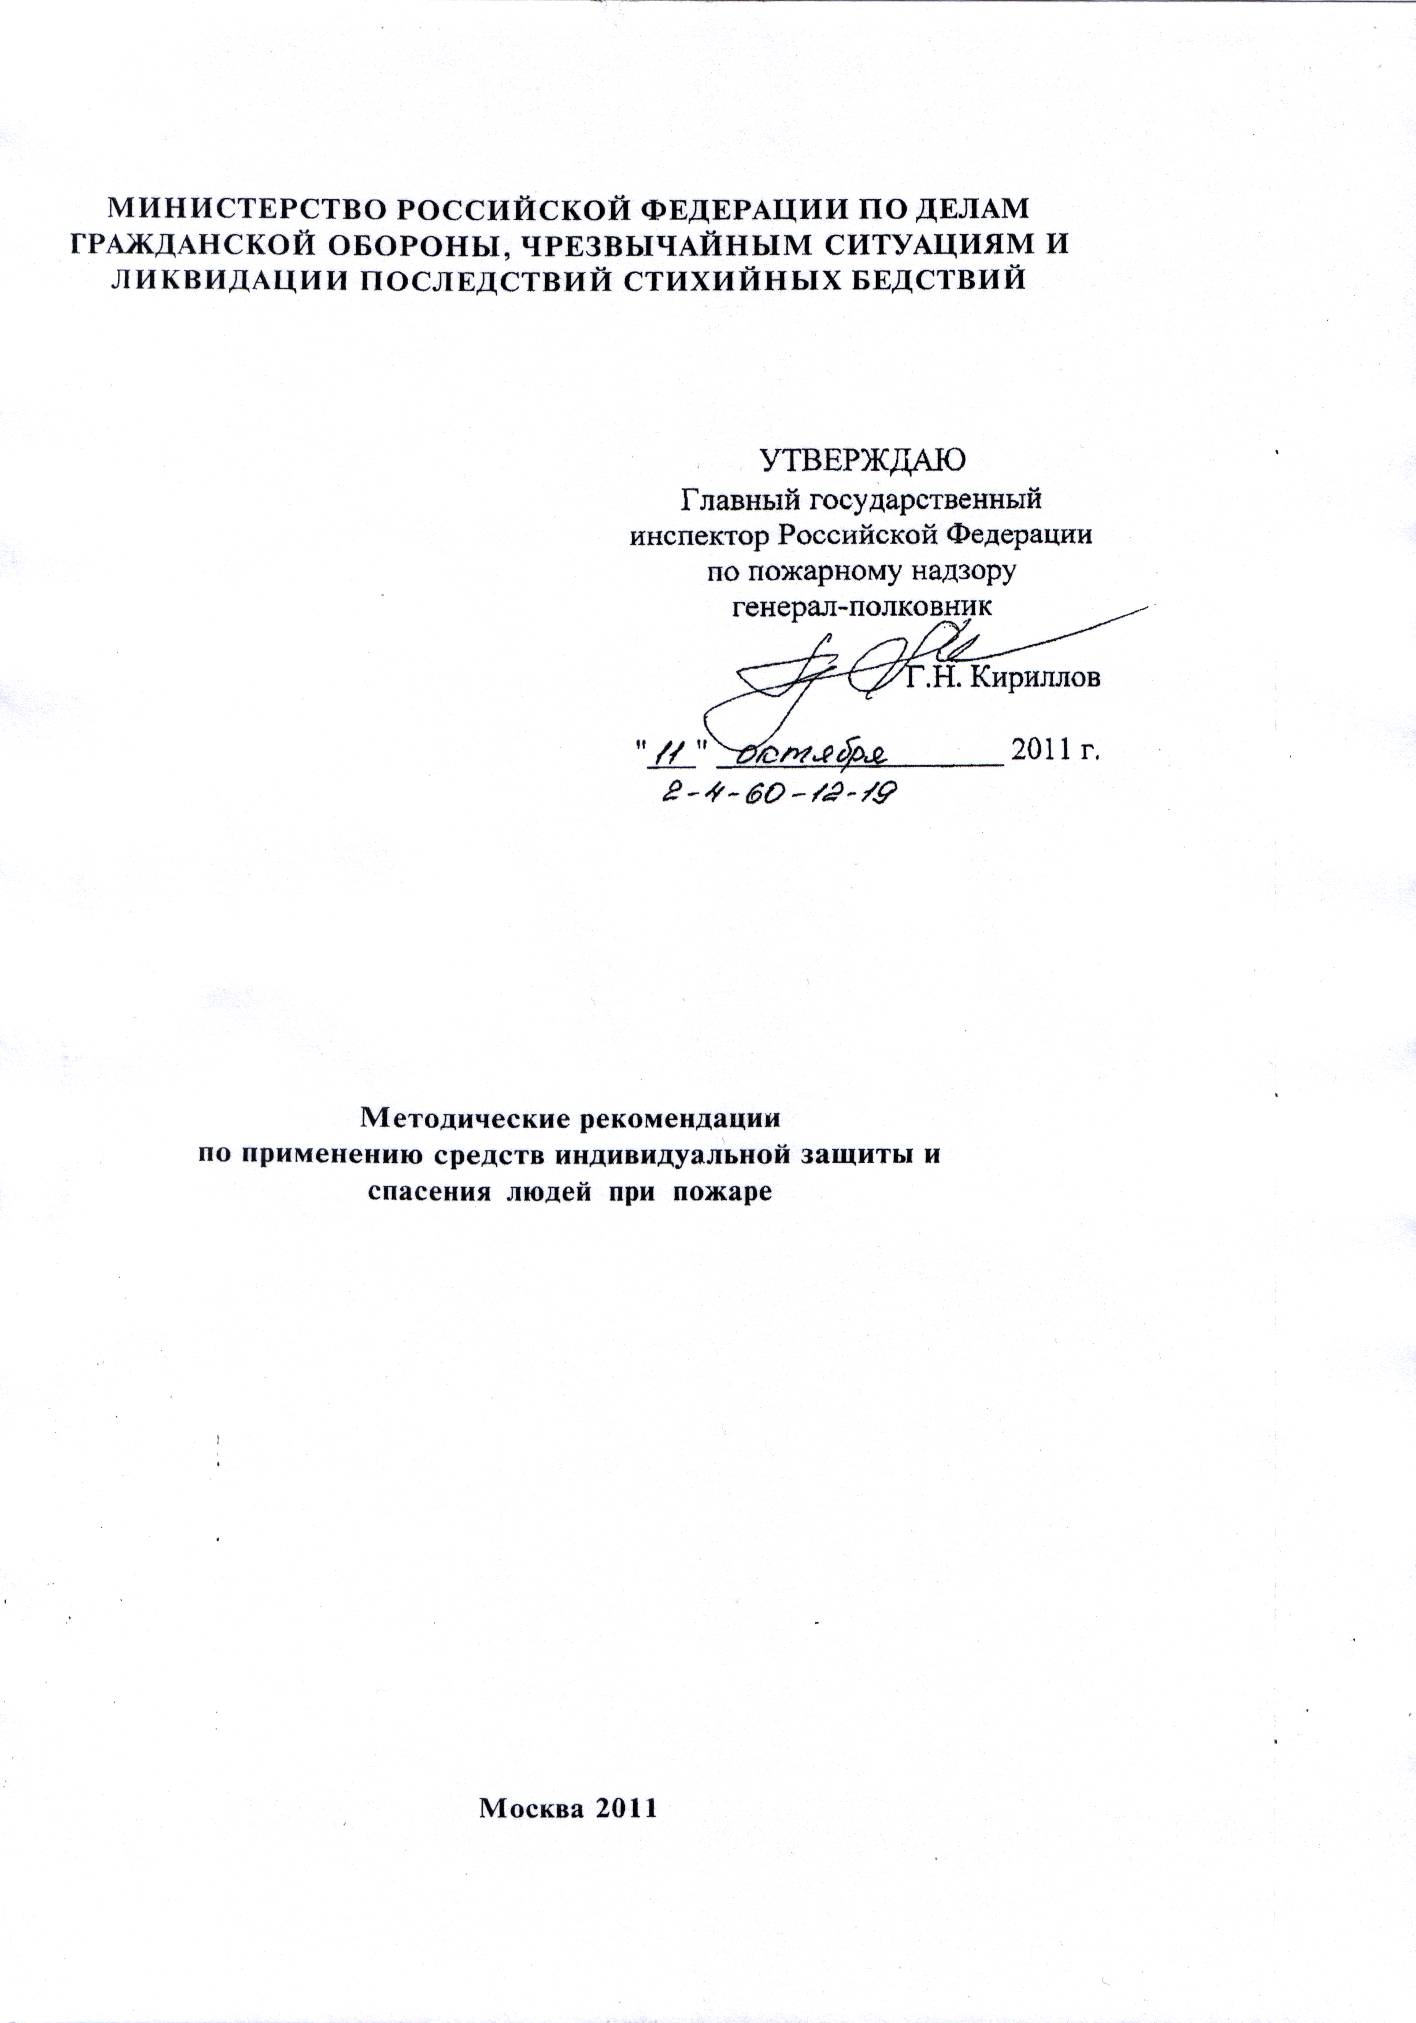 МИНИСТЕРСТВО РОССИЙСКОЙ ФЕДЕРАЦИИ ПО ДЕЛАМ
ГРАЖДАНСКОЙ ОБОРОНЫ, ЧРЕЗВЫЧАЙНЫМ СИТУАЦИЯМ И
ЛИКВИДАЦИИ ПОСЛЕДСТВИЙ СТИХИЙНЫХ БЕДСТВИЙ
УТВЕРЖДАЮ
Главный государственный
инспектор Российской Федерации
по пожарному надзору
генерал-полковник
Г.Н. Кириллов
"11" октября 2011 г.
2-4-60-12-19
Методические рекомендации
по применению средств индивидуальной защиты и
спасения людей при пожаре
Москва 2011